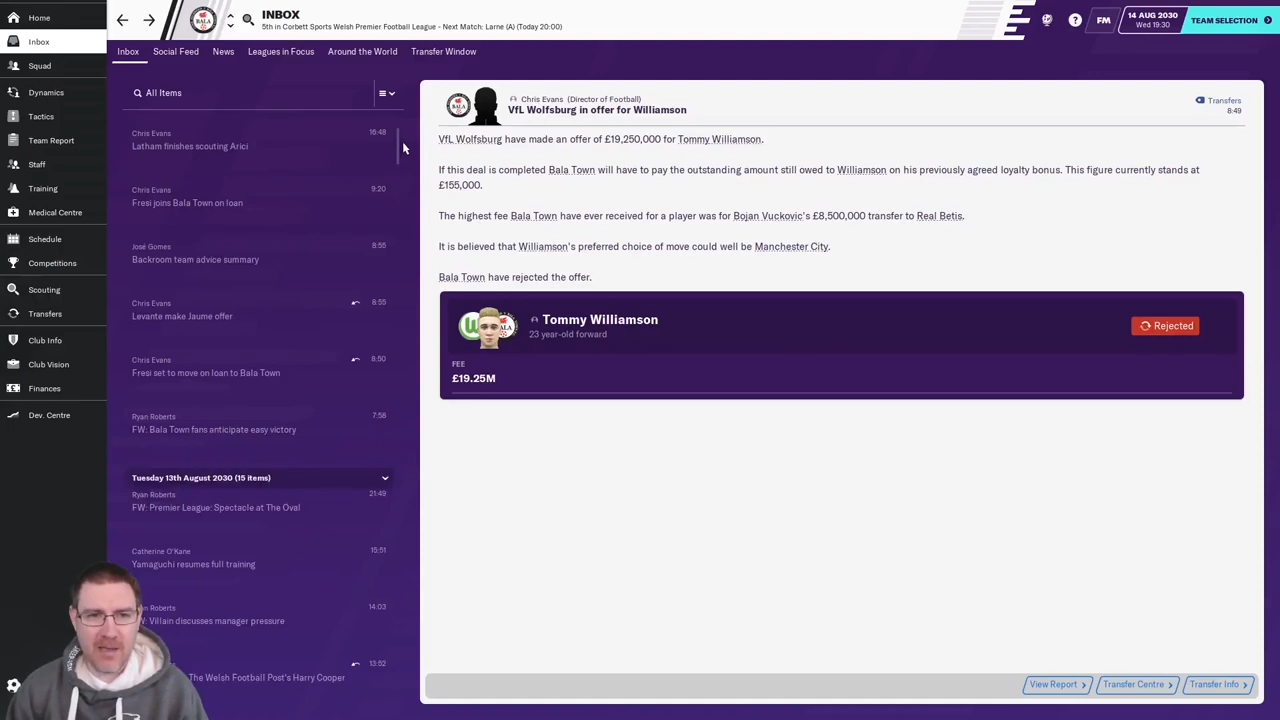 INBOX
5th in Corbett Sports Welsh Premier Football League - Next Match: Larne (A) (Today 20:00)
?
FM
14 AUG 2030
Wed 19:30
TEAM SELECTION
Home
Inbox
Squad
Dynamics
Tactics
Team Report
Staff
Training
Medical Centre
Schedule
Competitions
Scouting
Transfers
Club Info
Club Vision
Finances
Dev. Centre
Inbox
Social Feed
News
Leagues in Focus
Around the World
Transfer Window
All Items
Chris Evans 16:48
Latham finishes scouting Arici
Chris Evans 9:20
Fresi joins Bala Town on loan
José Gomes 8:55
Backroom team advice summary
Chris Evans 8:55
Levante make Jaume offer
Chris Evans 8:50
Fresi set to move on loan to Bala Town
Ryan Roberts 7:58
FW: Bala Town fans anticipate easy victory
Tuesday 13th August 2030 (15 items)
Ryan Roberts 21:49
FW: Premier League: Spectacle at The Oval
Catherine O'Kane 15:51
Yamaguchi resumes full training
Roberts 14:03
Villain discusses manager pressure
13:52
The Welsh Football Post's Harry Cooper
Chris Evans (Director of Football)
VfL Wolfsburg in offer for Williamson
Transfers
8:49
VfL Wolfsburg have made an offer of £19,250,000 for Tommy Williamson.
If this deal is completed Bala Town will have to pay the outstanding amount still owed to Williamson on his previously agreed loyalty bonus. This figure currently stands at
£155,000.
The highest fee Bala Town have ever received for a player was for Bojan Vuckovic's £8,500,000 transfer to Real Betis.
It is believed that Williamson's preferred choice of move could well be Manchester City.
Bala Town have rejected the offer.
Tommy Williamson
23 year-old forward
Rejected
FEE
£19.25M
View Report
Transfer Centre
Transfer Info